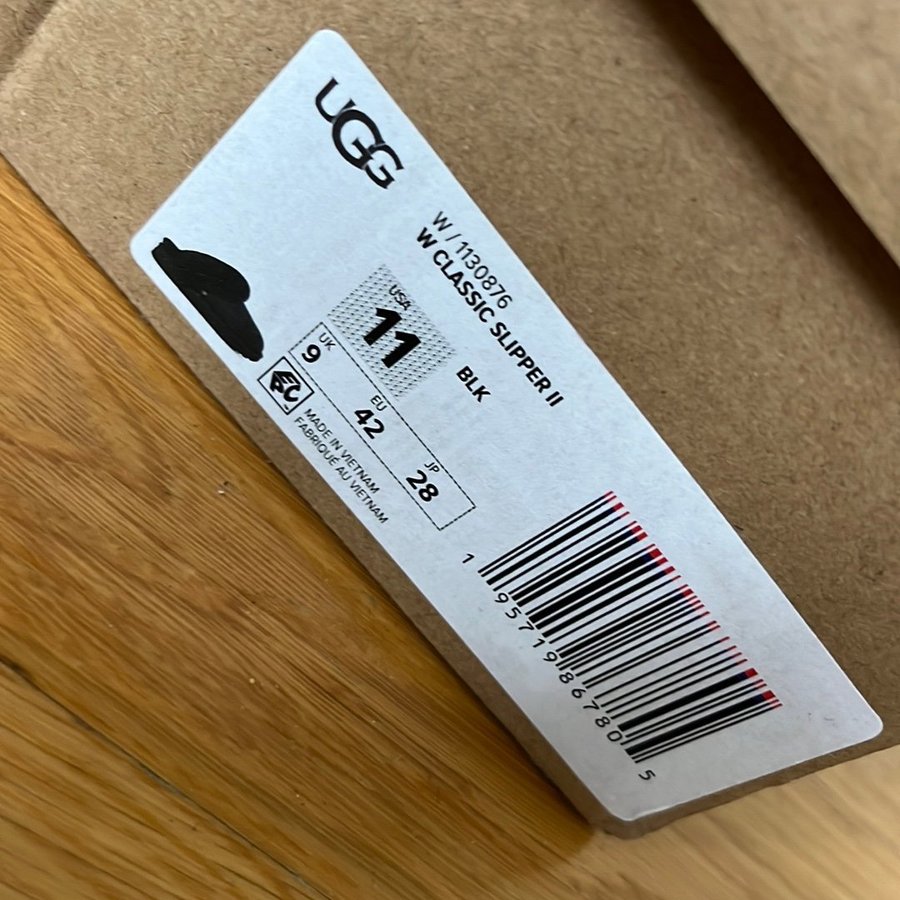 UGG
W / 1130876
W CLASSIC SLIPPER II
BLK
USA
11
UK
9
EU
42
JP
28
EC
MADE IN VIETNAM
FABRIQUÉ AU VIETNAM
1 95719 86780 5